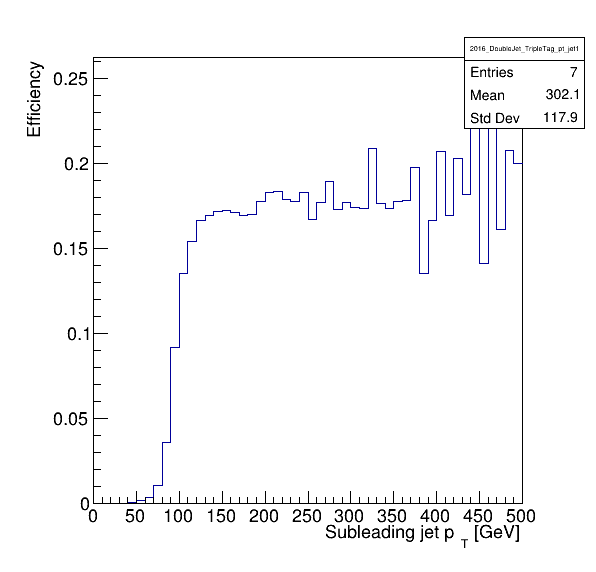 2016_DoubleJet_TripleTag_pt_jet1
Entries 7
Mean 302.1
Std Dev 117.9
Efficiency
0.25
0.2
0.15
0.1
0.05
0
0 50 100 150 200 250 300 350 400 450 500
Subleading jet p T [GeV]